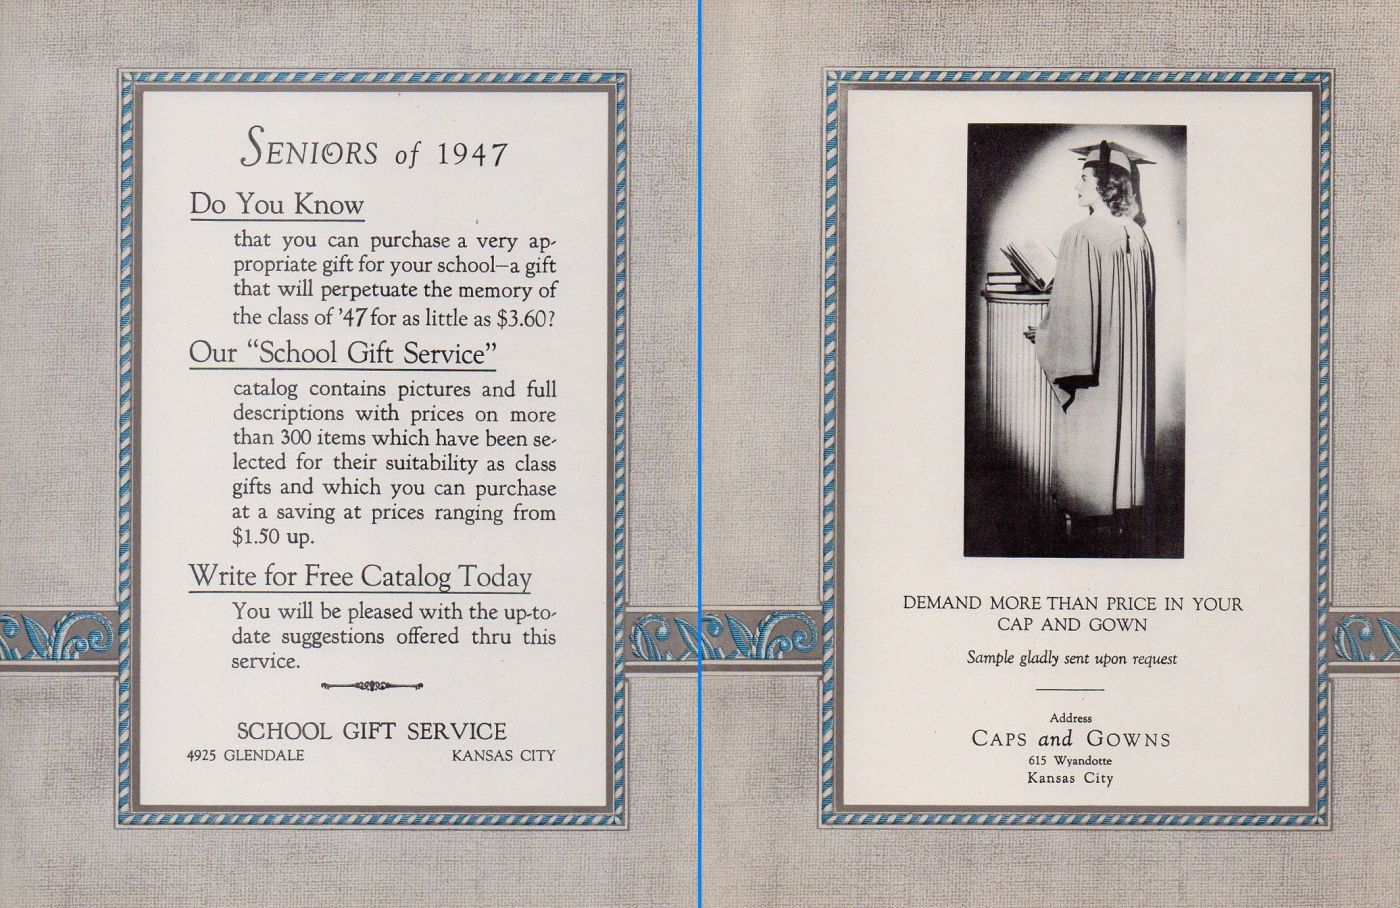 SENIORS of 1947
Do You Know
that you can purchase a very ap-
propriate gift for your school—a gift
that will perpetuate the memory of
the class of '47 for as little as $3.60?
Our “School Gift Service”
catalog contains pictures and full
descriptions with prices on more
than 300 items which have been se-
lected for their suitability as class
gifts and which you can purchase
at a saving at prices ranging from
$1.50 up.
Write for Free Catalog Today
You will be pleased with the up-to-
date suggestions offered thru this
service.
SCHOOL GIFT SERVICE
4925 GLENDALE KANSAS CITY
DEMAND MORE THAN PRICE IN YOUR
CAP AND GOWN
Sample gladly sent upon request
Address
CAPS and GOWNS
615 Wyandotte
Kansas City